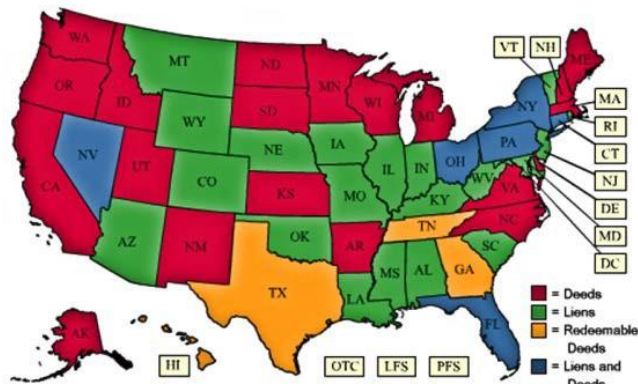 WA
MT
ND
MN
VT
NH
ME
OR
ID
SD
WI
MI
NY
MA
WY
RI
NV
NE
IA
PA
CT
UT
IL
IN
OH
NJ
CA
CO
WV
VA
DE
KS
MO
KY
MD
NC
TN
DC
AZ
NM
OK
AR
SC
MS
AL
GA
TX
LA
= Deeds
FL
= Liens
AK
= Redeemable
Deeds
HI
OTC
LFS
PFS
= Liens and
Deeds